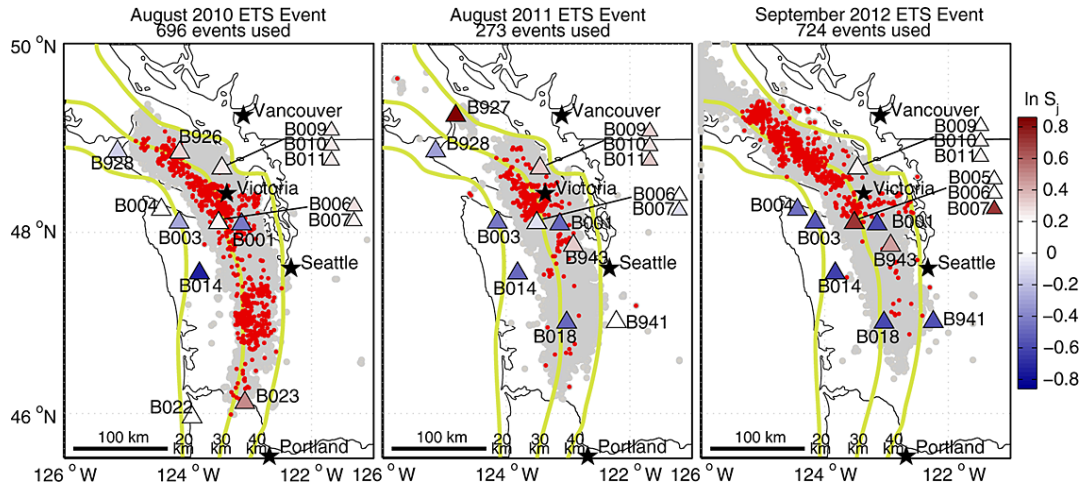 August 2010 ETS Event
696 events used
August 2011 ETS Event
273 events used
September 2012 ETS Event
724 events used
50 °N
48 °N
46 °N
Vancouver
B009
B010
B011
B926
B928
Victoria
B004
B006
B007
B003
B001
Seattle
B014
B023
B022
100 km
20 km
30 km
40 km
Portland
126 °W
124 °W
122 °W
B927
Vancouver
B009
B010
B011
B928
Victoria
B006
B007
B003
B001
B943
Seattle
B014
B941
B018
100 km
20 km
30 km
40 km
Portland
124 °W
122 °W
126 °W
Vancouver
B009
B010
B011
B005
B006
B007
Victoria
B004
B003
B001
B943
Seattle
B014
B941
B018
100 km
20 km
30 km
40 km
Portland
124 °W
122 °W
ln Sj
0.8
0.6
0.4
0.2
0
−0.2
−0.4
−0.6
−0.8